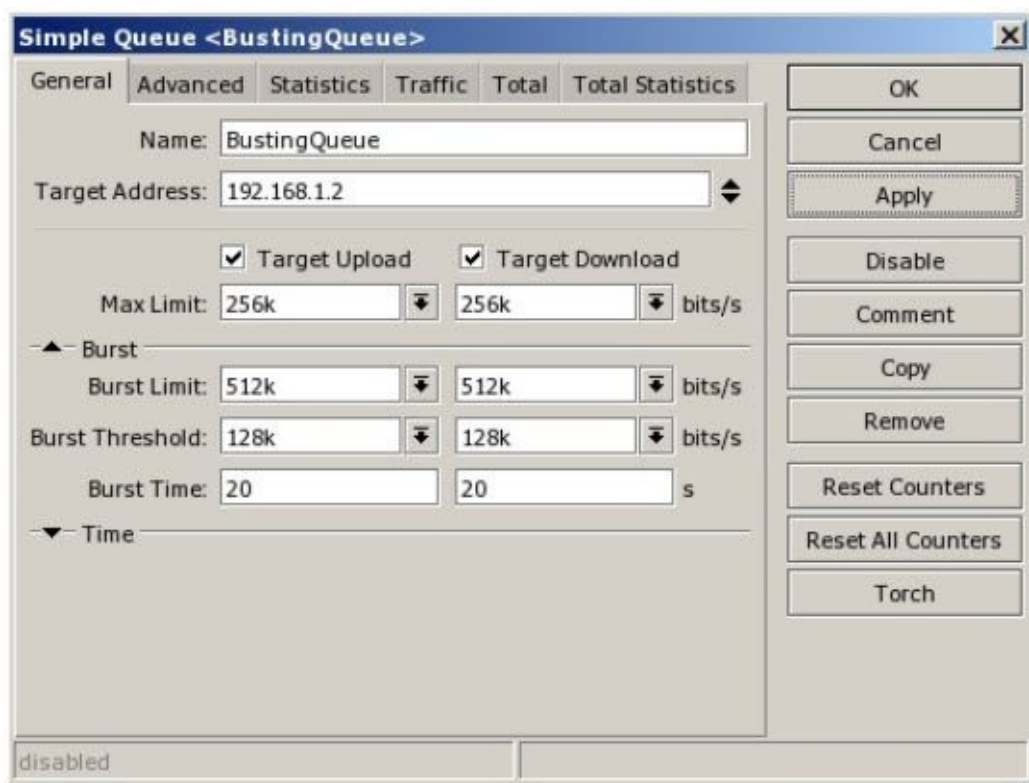 Simple Queue <BustingQueue>
General Advanced Statistics Traffic Total Total Statistics
Name: BustingQueue
Target Address: 192.168.1.2
Target Upload Target Download
Max Limit: 256k 256k bits/s
Burst
Burst Limit: 512k 512k bits/s
Burst Threshold: 128k 128k bits/s
Burst Time: 20 20 s
Time
OK
Cancel
Apply
Disable
Comment
Copy
Remove
Reset Counters
Reset All Counters
Torch
disabled